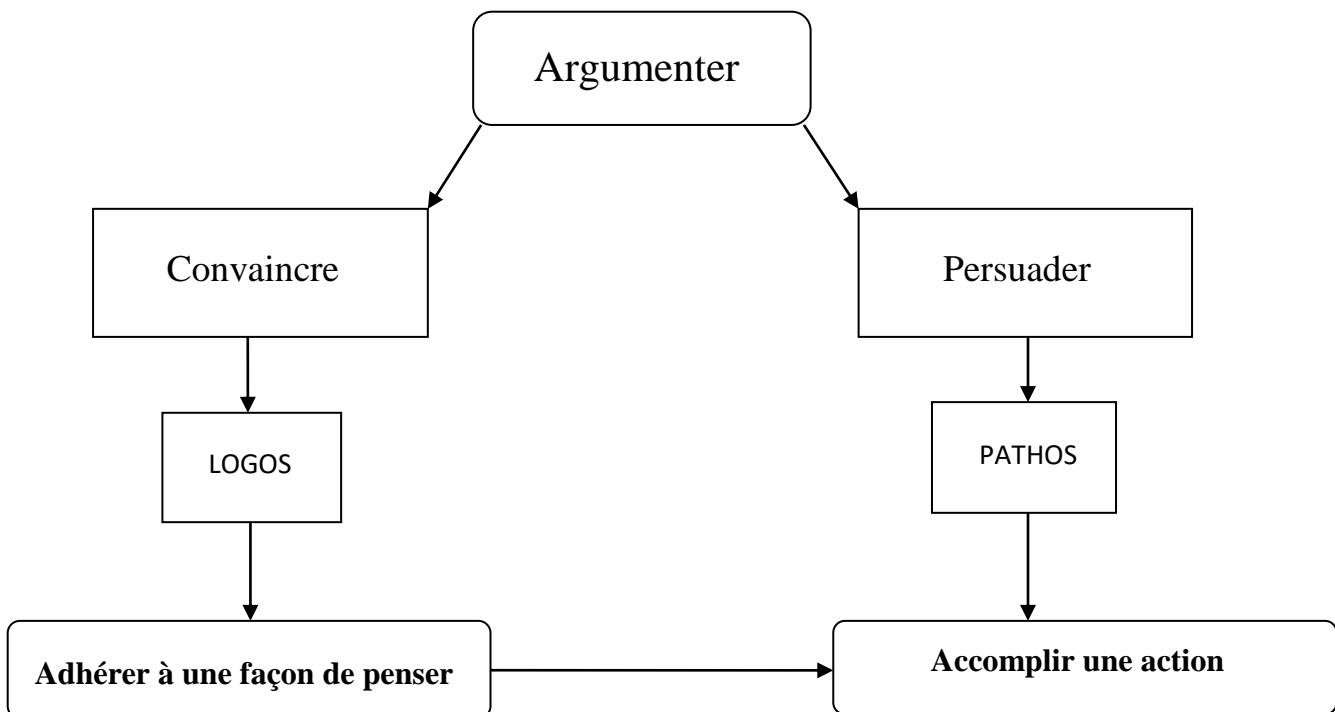 Argumenter
Convaincre
Persuader
LOGOS
PATHOS
Adhérer à une façon de penser
Accomplir une action